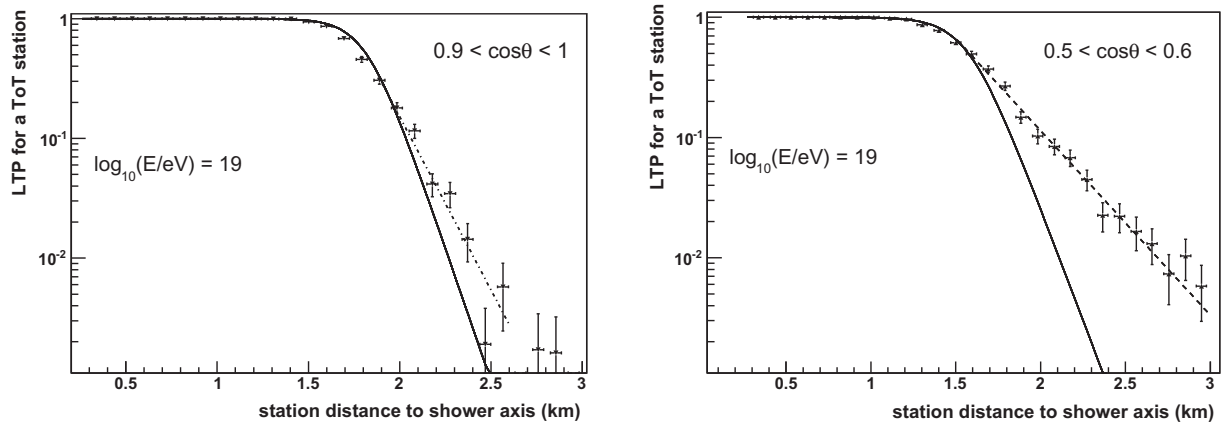 LTP for a ToT station
1
10⁻¹
10⁻²
0.9 < cosθ < 1
log₁₀(E/eV) = 19
0.5 1 1.5 2 2.5 3
station distance to shower axis (km)
LTP for a ToT station
1
10⁻¹
10⁻²
0.5 < cosθ < 0.6
log₁₀(E/eV) = 19
0.5 1 1.5 2 2.5 3
station distance to shower axis (km)